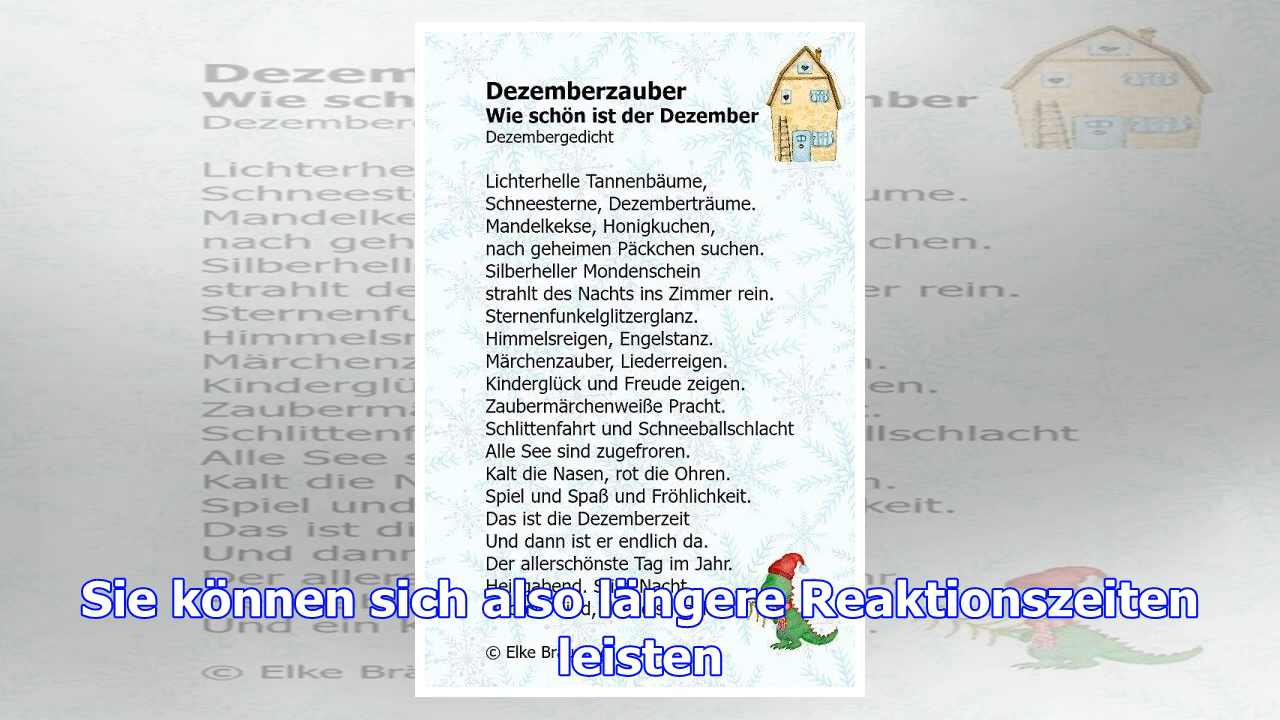 Dezemberzauber
Wie schön ist der Dezember
Dezembergedicht
Lichterhelle Tannenbäume,
Schneesterne, Dezemberträume.
Mandelkekse, Honigkuchen,
nach geheimen Päckchen suchen.
Silberheller Mondenschein
strahlt des Nachts ins Zimmer rein.
Sternenfunkelglitzerglanz.
Himmelsreigen, Engelstanz.
Märchenzauber, Liederreigen.
Kinderglück und Freude zeigen.
Zaubermärchenweiße Pracht.
Schlittenfahrt und Schneeballschlacht
Alle See sind zugefroren.
Kalt die Nasen, rot die Ohren.
Spiel und Spaß und Fröhlichkeit.
Das ist die Dezemberzeit
Und dann ist er endlich da.
Der allerschönste Tag im Jahr.
Nacht
© Elke
Sie können sich also längere Reaktionszeiten
leisten